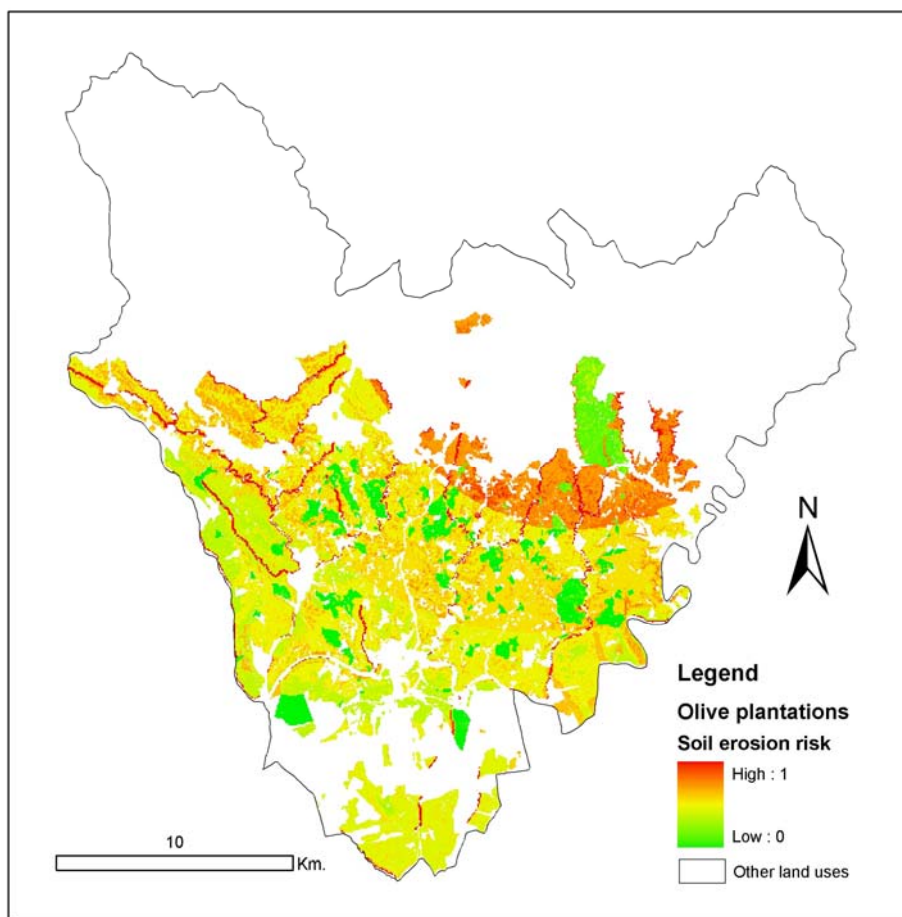 N
Legend
Olive plantations
Soil erosion risk
High : 1
Low : 0
Other land uses
10
Km.